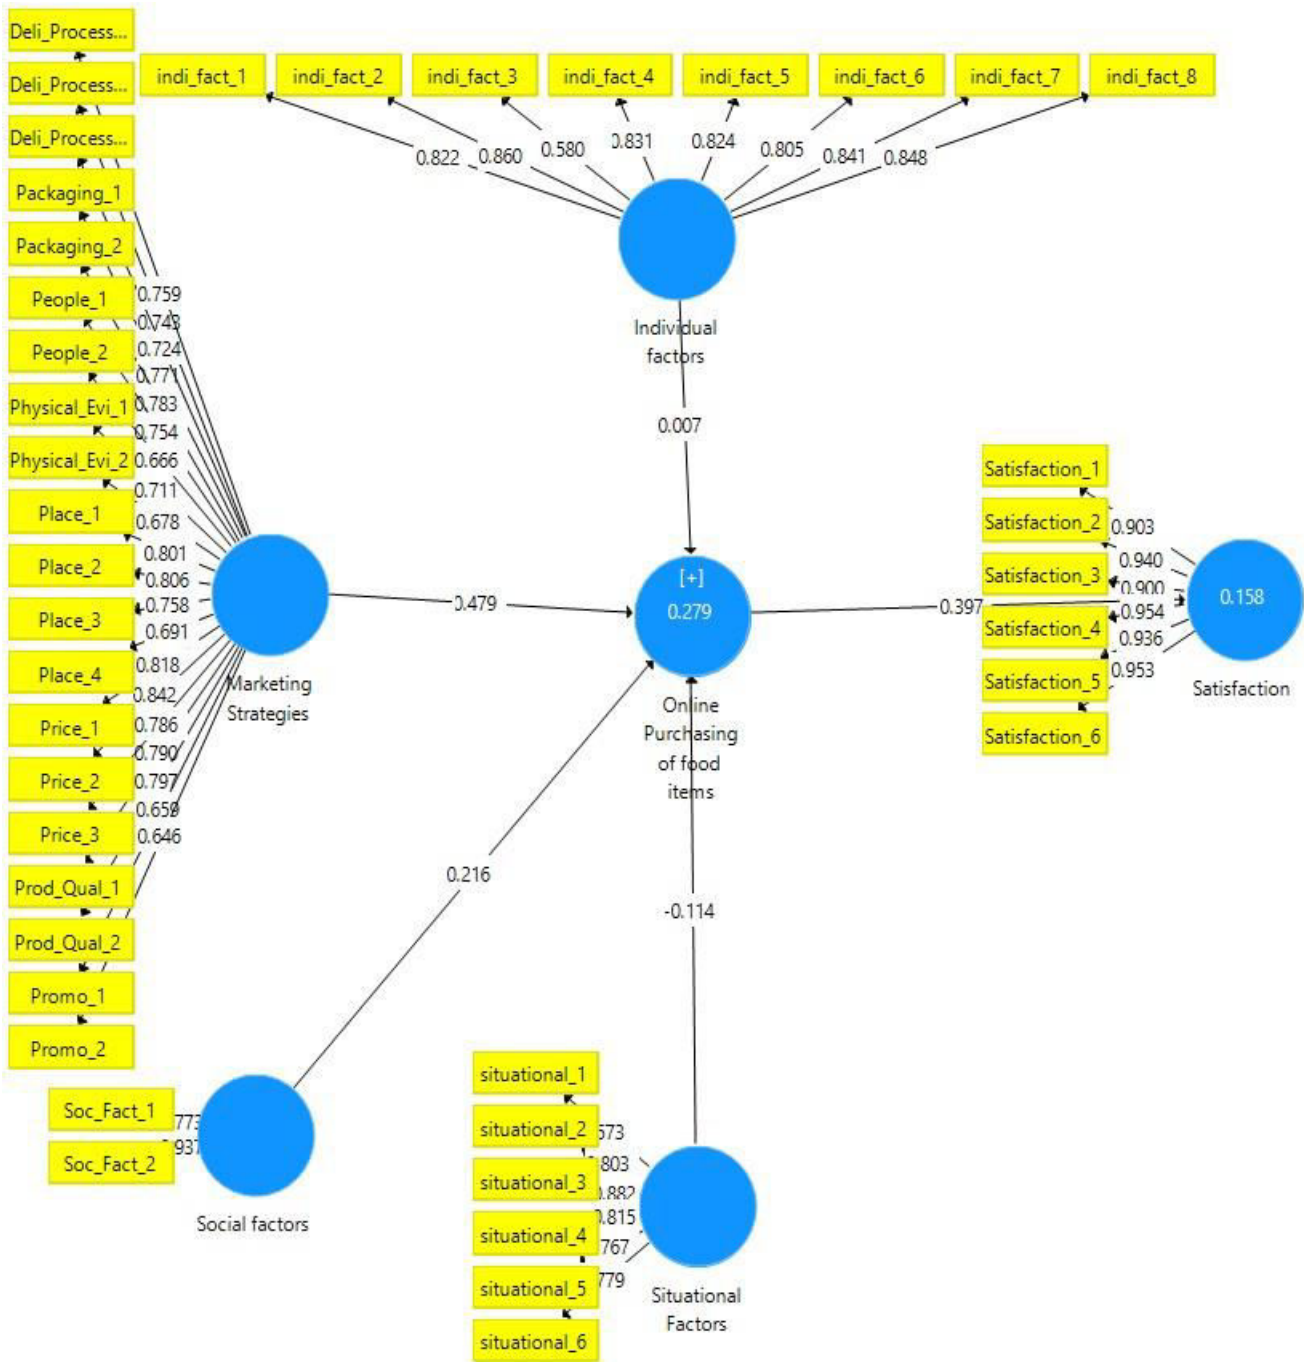 Deli_Process...
Deli_Process...
Deli_Process...
Packaging_1
Packaging_2
People_1
People_2
Physical_Evi_1
Physical_Evi_2
Place_1
Place_2
Place_3
Place_4
Price_1
Price_2
Price_3
Prod_Qual_1
Prod_Qual_2
Promo_1
Promo_2
0.759
0.743
0.724
0.771
0.783
0.754
0.666
0.711
0.678
0.801
0.806
0.758
0.691
0.818
0.842
0.786
0.790
0.797
0.659
0.646
Marketing
Strategies
indi_fact_1
indi_fact_2
indi_fact_3
indi_fact_4
indi_fact_5
indi_fact_6
indi_fact_7
indi_fact_8
0.822
0.860
0.580
0.831
0.824
0.805
0.841
0.848
Individual
factors
0.007
0.479
[+]
0.279
Online
Purchasing
of food
items
0.397
Satisfaction_1
Satisfaction_2
Satisfaction_3
Satisfaction_4
Satisfaction_5
Satisfaction_6
0.903
0.940
0.900
0.954
0.936
0.953
0.158
Satisfaction
0.216
-0.114
Soc_Fact_1
Soc_Fact_2
Social factors
situational_1
situational_2
situational_3
situational_4
situational_5
situational_6
0.803
0.882
0.815
Situational
Factors